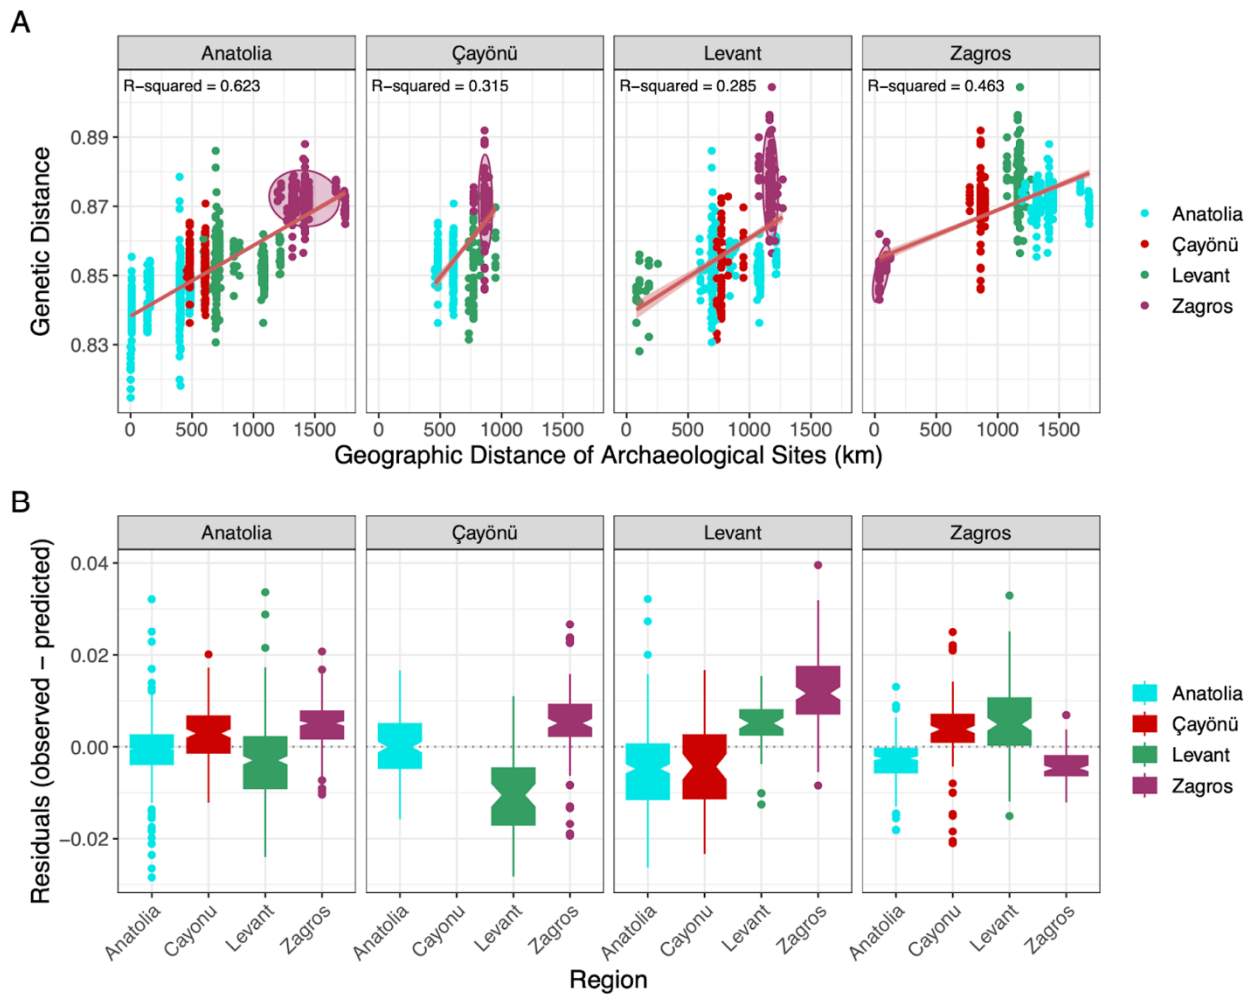 A
Anatolia Çayönü Levant Zagros
R−squared = 0.623 R−squared = 0.315 R−squared = 0.285 R−squared = 0.463
Genetic Distance
0.89
0.87
0.85
0.83
0 500 1000 1500 0 500 1000 1500 0 500 1000 1500 0 500 1000 1500
Geographic Distance of Archaeological Sites (km)
Anatolia
Çayönü
Levant
Zagros
B
Anatolia Çayönü Levant Zagros
Residuals (observed − predicted)
0.04
0.02
0.00
−0.02
Anatolia Cayonu Levant Zagros Anatolia Cayonu Levant Zagros Anatolia Cayonu Levant Zagros Anatolia Cayonu Levant Zagros
Region
Anatolia
Çayönü
Levant
Zagros